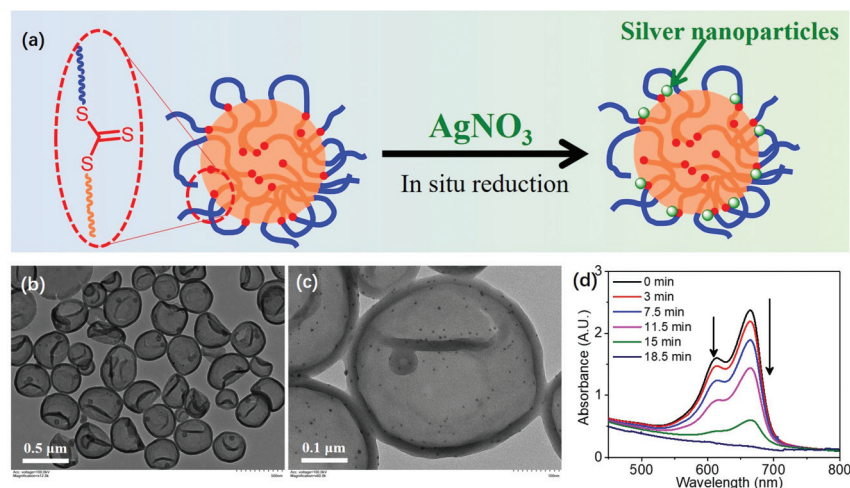 (a)
Silver nanoparticles
S
S
S
AgNO3
In situ reduction
(b)
0.5 μm
(c)
0.1 μm
(d)
3
2
1
0
0 min
3 min
7.5 min
11.5 min
15 min
18.5 min
Absorbance (A.U.)
500 600 700 800
Wavelength (nm)